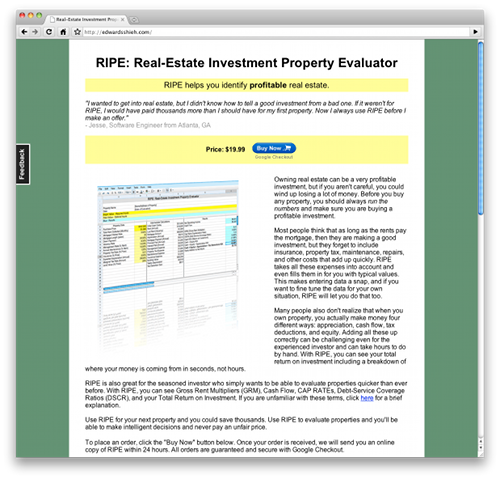 Real-Estate Investment Prope
http://edwardsshieh.com/
RIPE: Real-Estate Investment Property Evaluator
RIPE helps you identify profitable real estate.
"I wanted to get into real estate, but I didn't know how to tell a good investment from a bad one. If it weren't for
RIPE, I would have paid thousands more than I should have for my first property. Now I always use RIPE before I
make an offer."
- Jesse, Software Engineer from Atlanta, GA
Price: $19.99 Buy Now
Google Checkout
Feedback
Owning real estate can be a very profitable
investment, but if you aren't careful, you could
wind up losing a lot of money. Before you buy
any property, you should always run the
numbers and make sure you are buying a
profitable investment.
Most people think that as long as the rents pay
the mortgage, then they are making a good
investment, but they forget to include
insurance, property tax, maintenance, repairs,
and other costs that add up quickly. RIPE
takes all these expenses into account and
even fills them in for you with typical values.
This makes entering data a snap, and if you
want to fine tune the data for your own
situation, RIPE will let you do that too.
Many people also don't realize that when you
own property, you actually make money four
different ways: appreciation, cash flow, tax
deductions, and equity. Adding all these up
correctly can be challenging even for the
experienced investor and can take hours to do
by hand. With RIPE, you can see your total
return on investment including a breakdown of
where your money is coming from in seconds, not hours.
RIPE is also great for the seasoned investor who simply wants to be able to evaluate properties quicker than ever
before. With RIPE, you can see Gross Rent Multipliers (GRM), Cash Flow, CAP RATEs, Debt-Service Coverage
Ratios (DSCR), and your Total Return on Investment. If you are unfamiliar with these terms, click here for a brief
explanation.
Use RIPE for your next property and you could save thousands. Use RIPE to evaluate properties and you'll be
able to make intelligent decisions and never pay an unfair price.
To place an order, click the "Buy Now" button below. Once your order is received, we will send you an online
copy of RIPE within 24 hours. All orders are guaranteed and secure with Google Checkout.